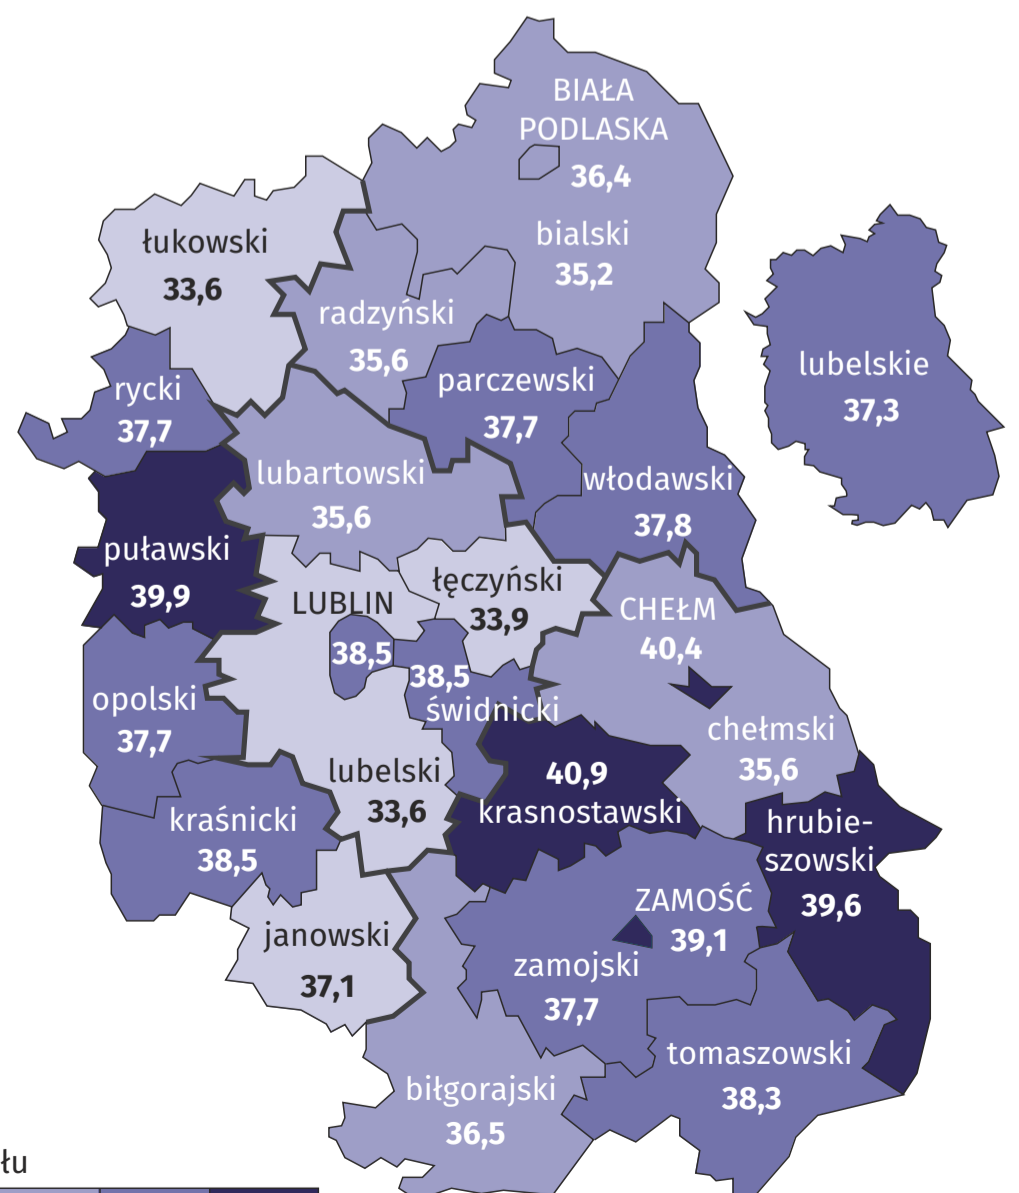 BIAŁA
PODLASKA
36,4
bialski
35,2
łukowski
33,6
radzyński
35,6
lubelskie
37,3
rycki
37,7
parczewski
37,7
lubartowski
35,6
włodawski
37,8
puławski
39,9
łęczyński
33,9
LUBLIN
38,5
CHEŁM
40,4
38,5
świdnicki
opolski
37,7
chełmski
35,6
lubelski
33,6
40,9
krasnostawski
kraśnicki
38,5
hrubie-
szowski
39,6
ZAMOŚĆ
39,1
janowski
37,1
zamojski
37,7
tomaszowski
38,3
biłgorajski
36,5
łu